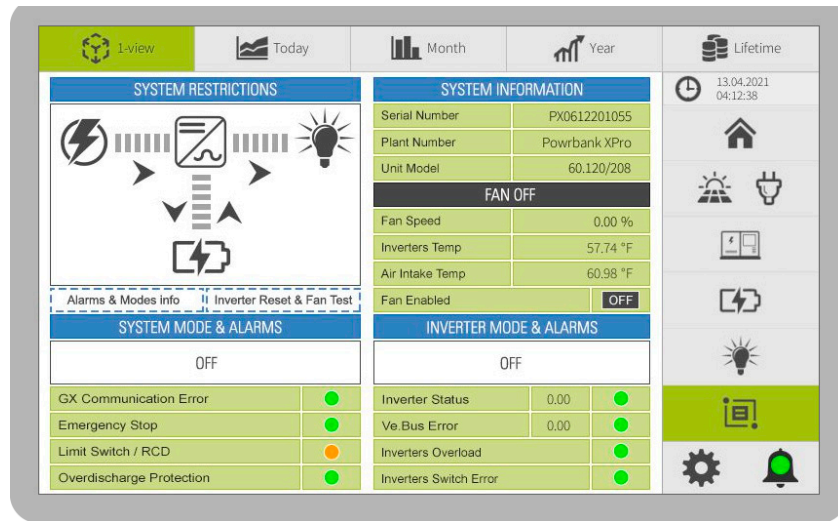 1-view
Today
Month
Year
Lifetime
13.04.2021
04:12:38
SYSTEM RESTRICTIONS
Alarms & Modes info
Inverter Reset & Fan Test
SYSTEM INFORMATION
Serial Number PX0612201055
Plant Number Powrbank XPro
Unit Model 60.120/208
FAN OFF
Fan Speed 0.00 %
Inverters Temp 57.74 °F
Air Intake Temp 60.98 °F
Fan Enabled OFF
SYSTEM MODE & ALARMS
OFF
GX Communication Error
Emergency Stop
Limit Switch / RCD
Overdischarge Protection
INVERTER MODE & ALARMS
OFF
Inverter Status 0.00
Ve.Bus Error 0.00
Inverters Overload
Inverters Switch Error